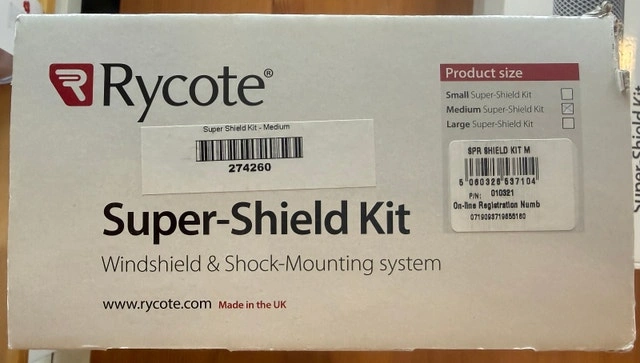 Rycote®
Super Shield Kit - Medium
274260
Super-Shield Kit
Windshield & Shock-Mounting system
www.rycote.com Made in the UK
Product size
Small Super-Shield Kit
Medium Super-Shield Kit
Large Super-Shield Kit
SPR SHIELD KIT M
5 060326 537104
P/N: 010321
On-line Registration Numb
0719093719855160